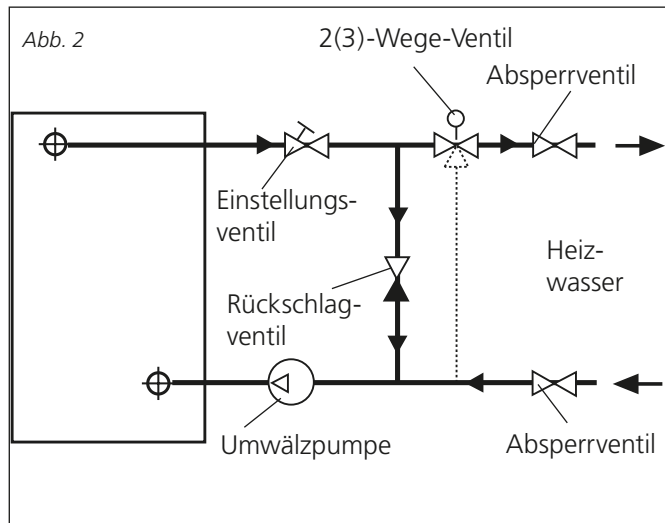 Abb. 2
2(3)-Wege-Ventil
Absperrventil
Einstellungs-
ventil
Heiz-
wasser
Rückschlag-
ventil
Umwälzpumpe
Absperrventil